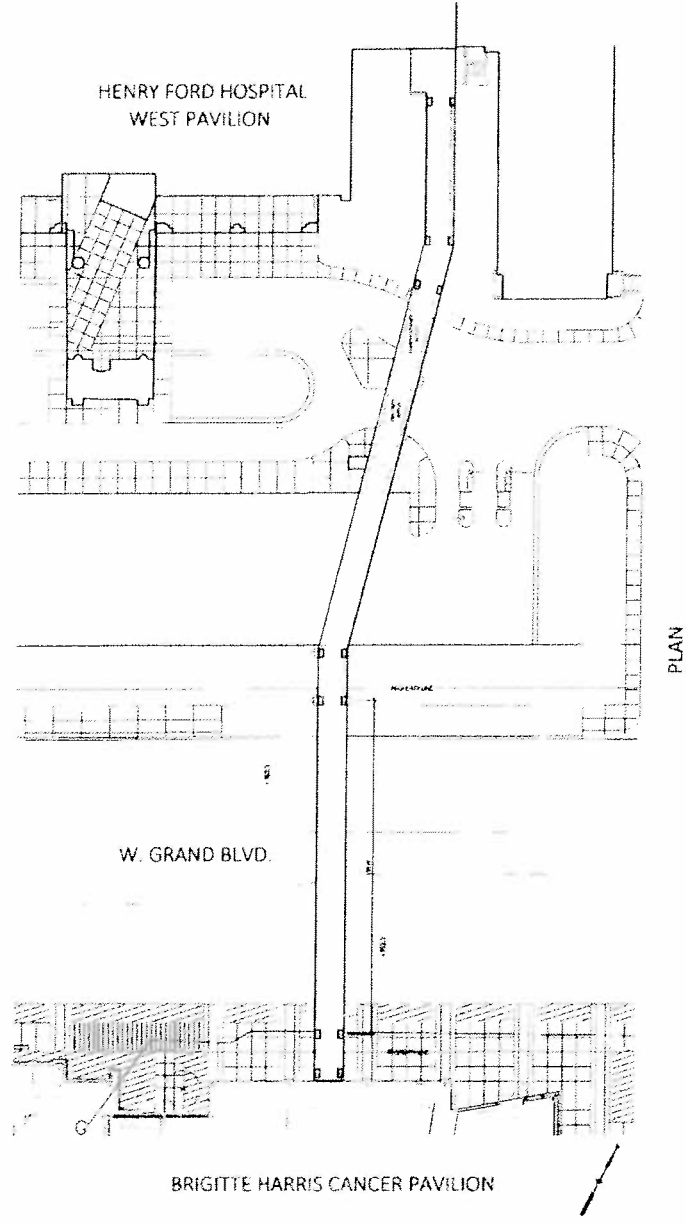 HENRY FORD HOSPITAL
WEST PAVILION
PLAN
W. GRAND BLVD.
G
BRIGITTE HARRIS CANCER PAVILION